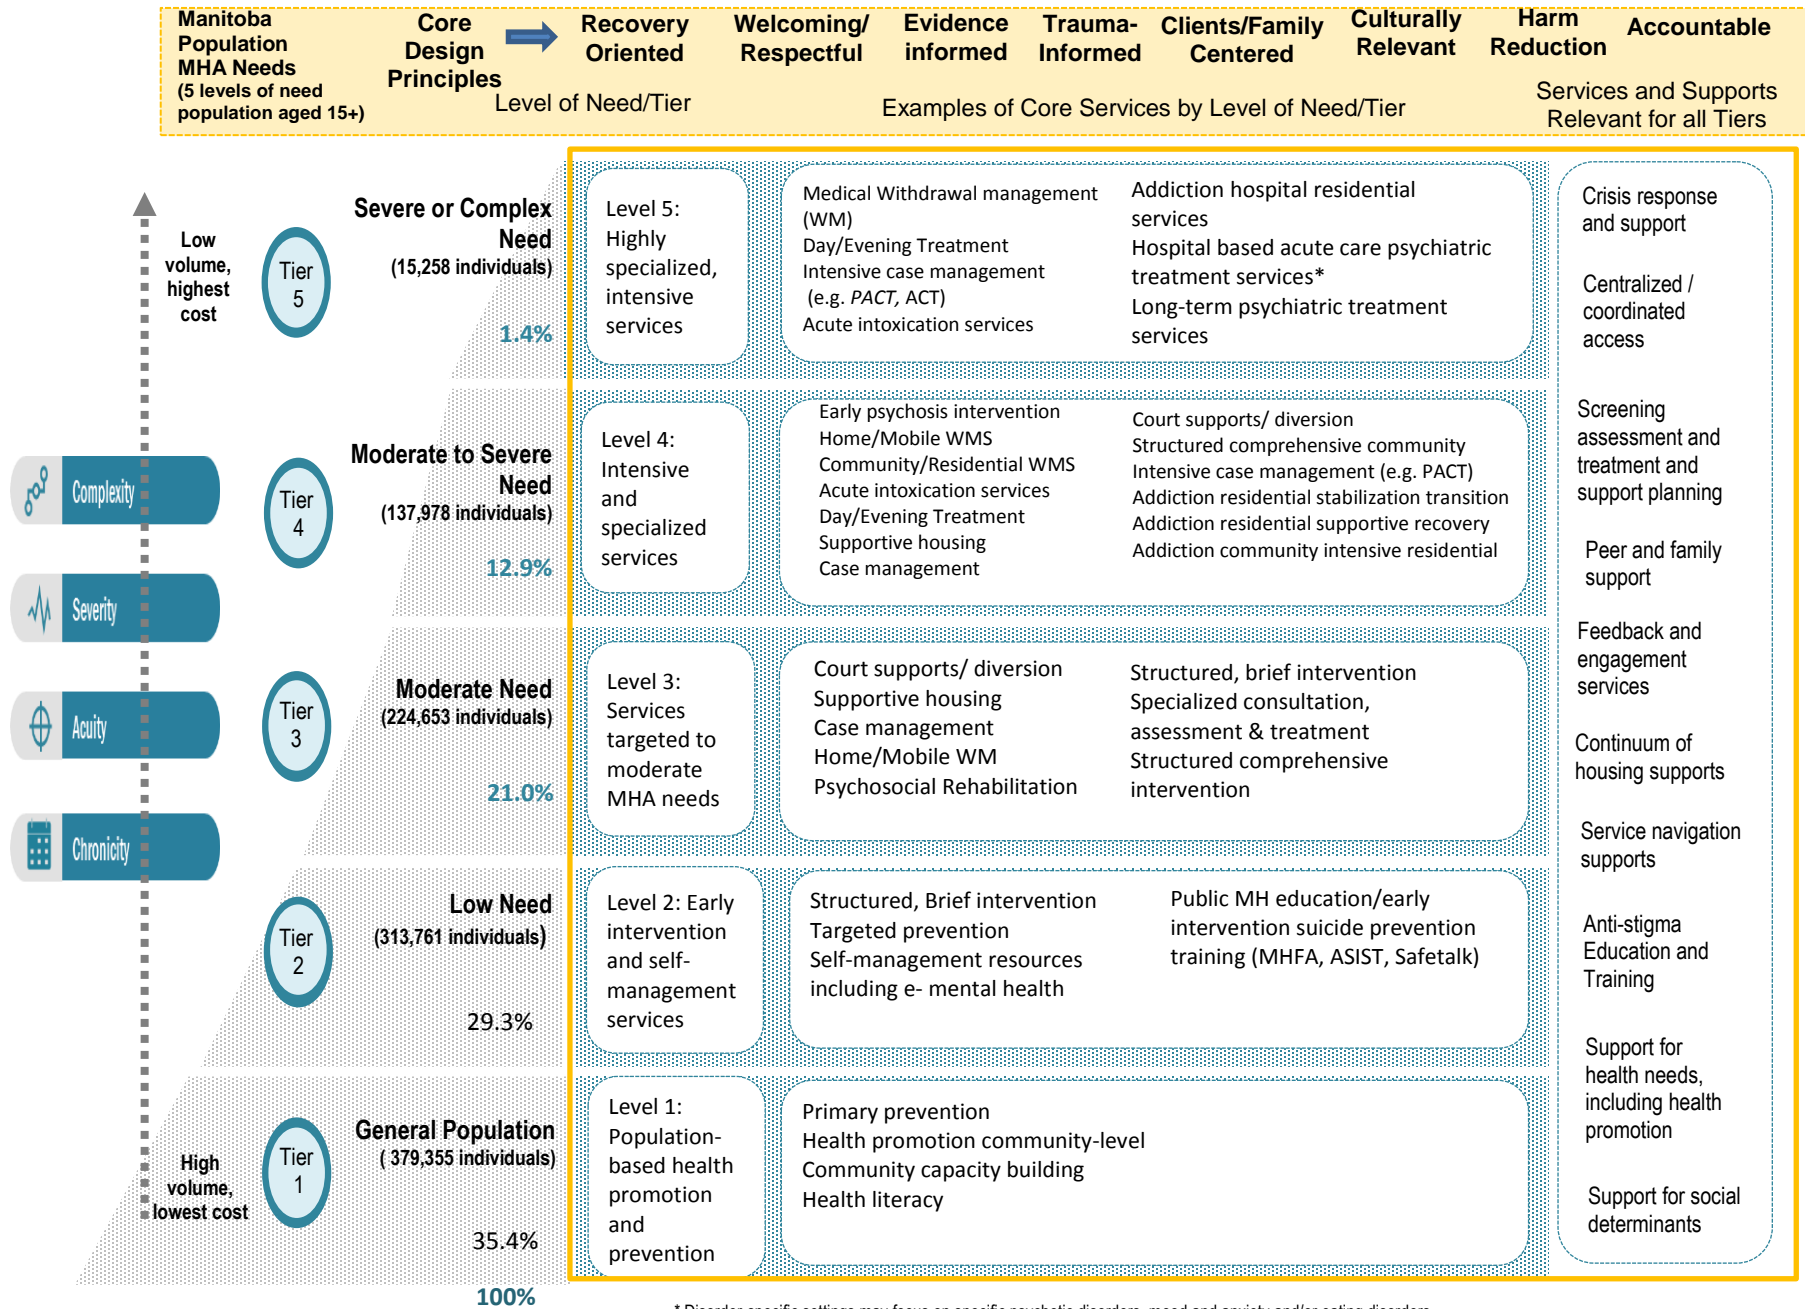 Manitoba
Population
MHA Needs
(5 levels of need
population aged 15+)
Core
Design
Principles
Recovery
Oriented
Welcoming/
Respectful
Evidence
informed
Trauma-
Informed
Clients/Family
Centered
Culturally
Relevant
Harm
Reduction
Accountable
Level of Need/Tier
Examples of Core Services by Level of Need/Tier
Services and Supports
Relevant for all Tiers
Low
volume,
highest
cost
Tier
5
Severe or Complex
Need
(15,258 individuals)
1.4%
Level 5:
Highly
specialized,
intensive
services
Medical Withdrawal management
(WM)
Day/Evening Treatment
Intensive case management
(e.g. PACT, ACT)
Acute intoxication services
Addiction hospital residential
services
Hospital based acute care psychiatric
treatment services*
Long-term psychiatric treatment
services
Complexity
Severity
Acuity
Chronicity
Tier
4
Moderate to Severe
Need
(137,978 individuals)
12.9%
Level 4:
Intensive
and
specialized
services
Early psychosis intervention
Home/Mobile WMS
Community/Residential WMS
Acute intoxication services
Day/Evening Treatment
Supportive housing
Case management
Court supports/ diversion
Structured comprehensive community
Intensive case management (e.g. PACT)
Addiction residential stabilization transition
Addiction residential supportive recovery
Addiction community intensive residential
Tier
3
Moderate Need
(224,653 individuals)
21.0%
Level 3:
Services
targeted to
moderate
MHA needs
Court supports/ diversion
Supportive housing
Case management
Home/Mobile WM
Psychosocial Rehabilitation
Structured, brief intervention
Specialized consultation,
assessment & treatment
Structured comprehensive
intervention
Tier
2
Low Need
(313,761 individuals)
29.3%
Level 2: Early
intervention
and self-
management
services
Structured, Brief intervention
Targeted prevention
Self-management resources
including e- mental health
Public MH education/early
intervention suicide prevention
training (MHFA, ASIST, Safetalk)
High
volume,
lowest cost
Tier
1
General Population
( 379,355 individuals)
35.4%
100%
Level 1:
Population-
based health
promotion
and
prevention
Primary prevention
Health promotion community-level
Community capacity building
Health literacy
Crisis response
and support
Centralized /
coordinated
access
Screening
assessment and
treatment and
support planning
Peer and family
support
Feedback and
engagement
services
Continuum of
housing supports
Service navigation
supports
Anti-stigma
Education and
Training
Support for
health needs,
including health
promotion
Support for social
determinants
* Disorder specific settings may focus on specific psychotic disorders, mood and anxiety and/or eating disorders